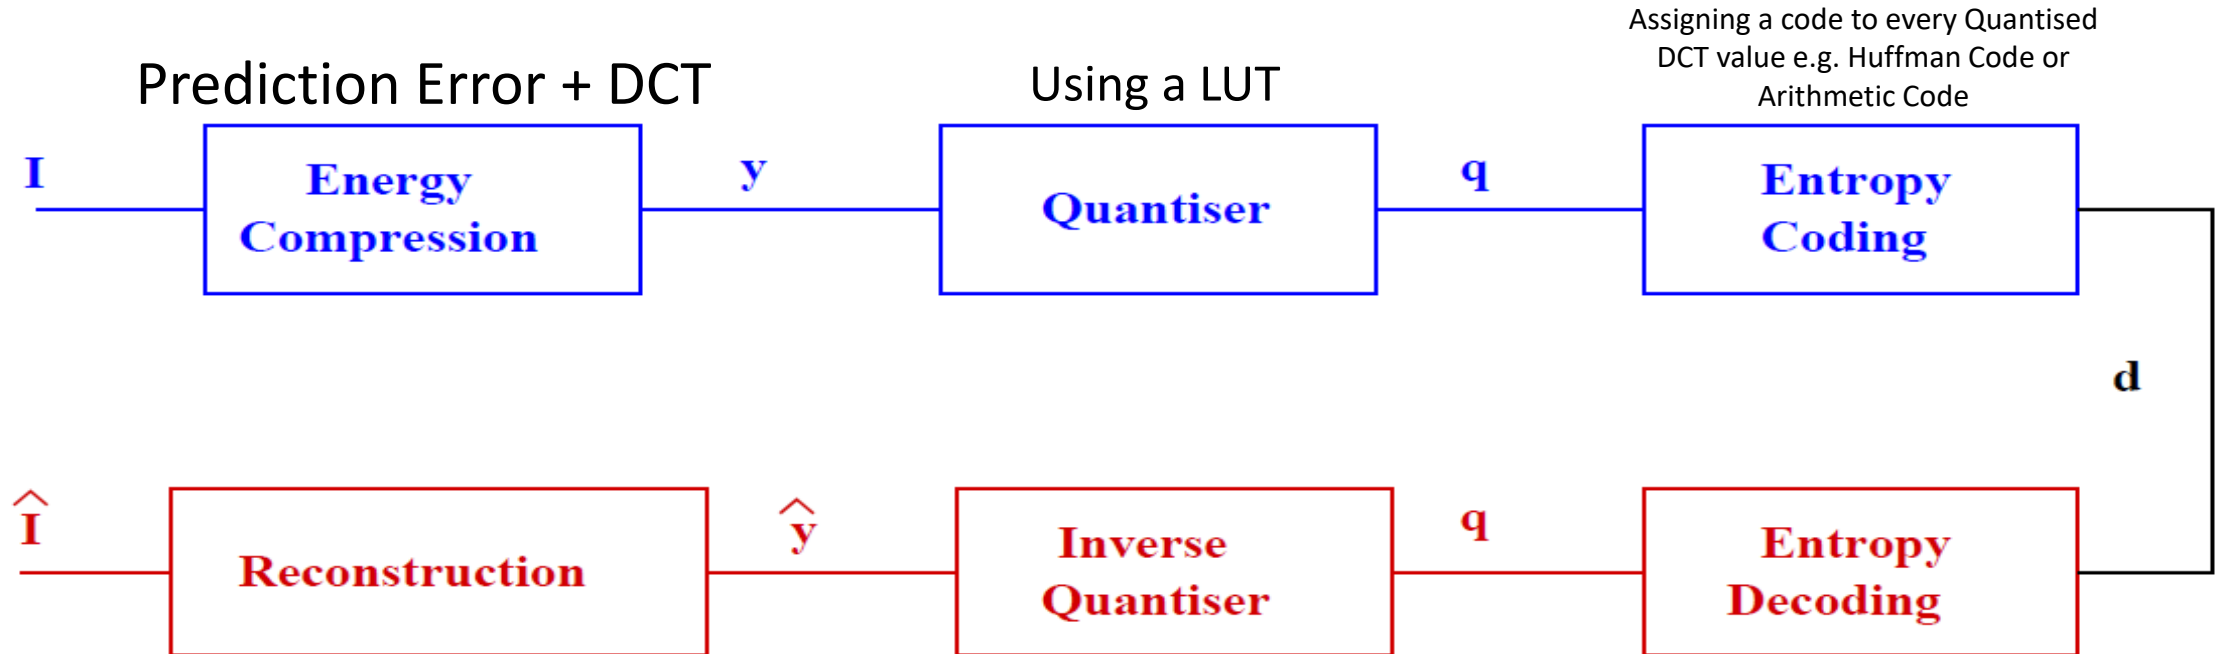 Assigning a code to every Quantised
DCT value e.g. Huffman Code or
Arithmetic Code
Prediction Error + DCT
Using a LUT
I
Energy
Compression
y
Quantiser
q
Entropy
Coding
d
Î
Reconstruction
ŷ
Inverse
Quantiser
q
Entropy
Decoding